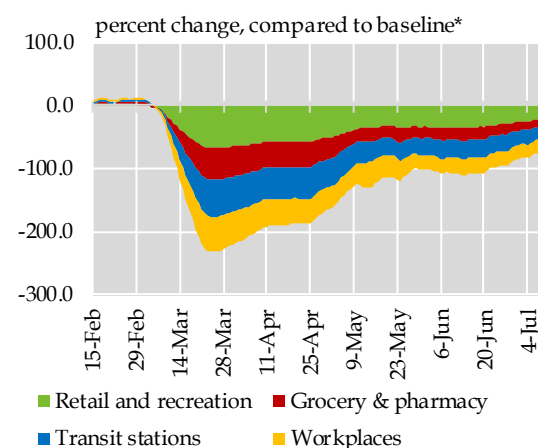 percent change, compared to baseline*
100.0
0.0
-100.0
-200.0
-300.0
15-Feb
29-Feb
14-Mar
28-Mar
11-Apr
25-Apr
9-May
23-May
6-Jun
20-Jun
4-Jul
Retail and recreation Grocery & pharmacy
Transit stations Workplaces